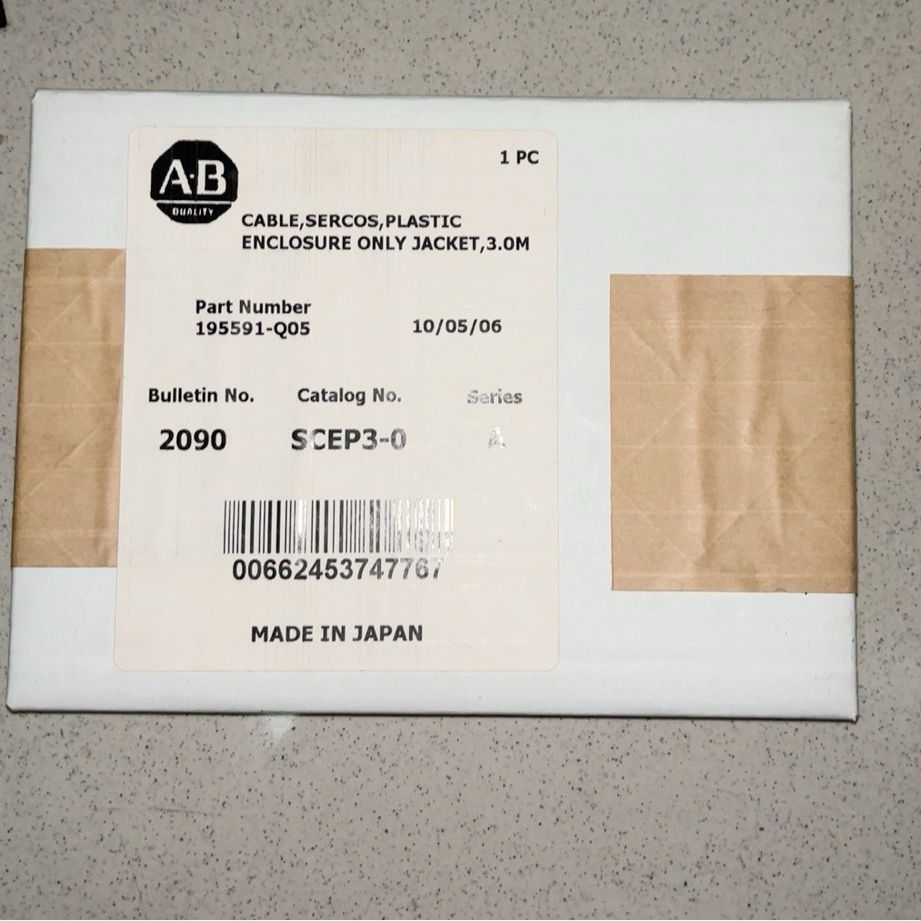 A·B
QUALITY
1 PC
CABLE,SERCOS,PLASTIC
ENCLOSURE ONLY JACKET,3.0M
Part Number
195591-Q05 10/05/06
Bulletin No. Catalog No. Series
2090 SCEP3-0 A
00662453747767
MADE IN JAPAN